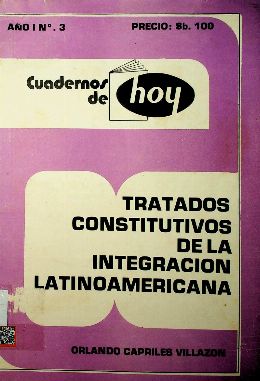 AÑO I Nº. 3 PRECIO: $b. 100
Cuadernos
de hoy
TRATADOS
CONSTITUTIVOS
DE LA
INTEGRACION
LATINOAMERICANA
ORLANDO CAPRILES VILLAZON